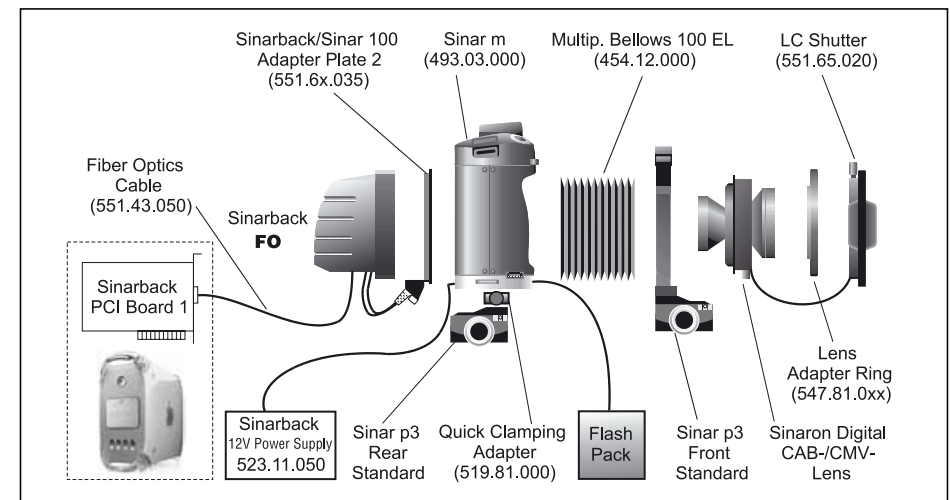 Sinarback/Sinar 100
Adapter Plate 2
(551.6x.035)
Sinar m
(493.03.000)
Multip. Bellows 100 EL
(454.12.000)
LC Shutter
(551.65.020)
Fiber Optics
Cable
(551.43.050)
Sinarback
FO
Sinarback
PCI Board 1
Sinarback
12V Power Supply
523.11.050
Sinar p3
Rear
Standard
Quick Clamping
Adapter
(519.81.000)
Flash
Pack
Sinar p3
Front
Standard
Lens
Adapter Ring
(547.81.0xx)
Sinaron Digital
CAB-/CMV-
Lens